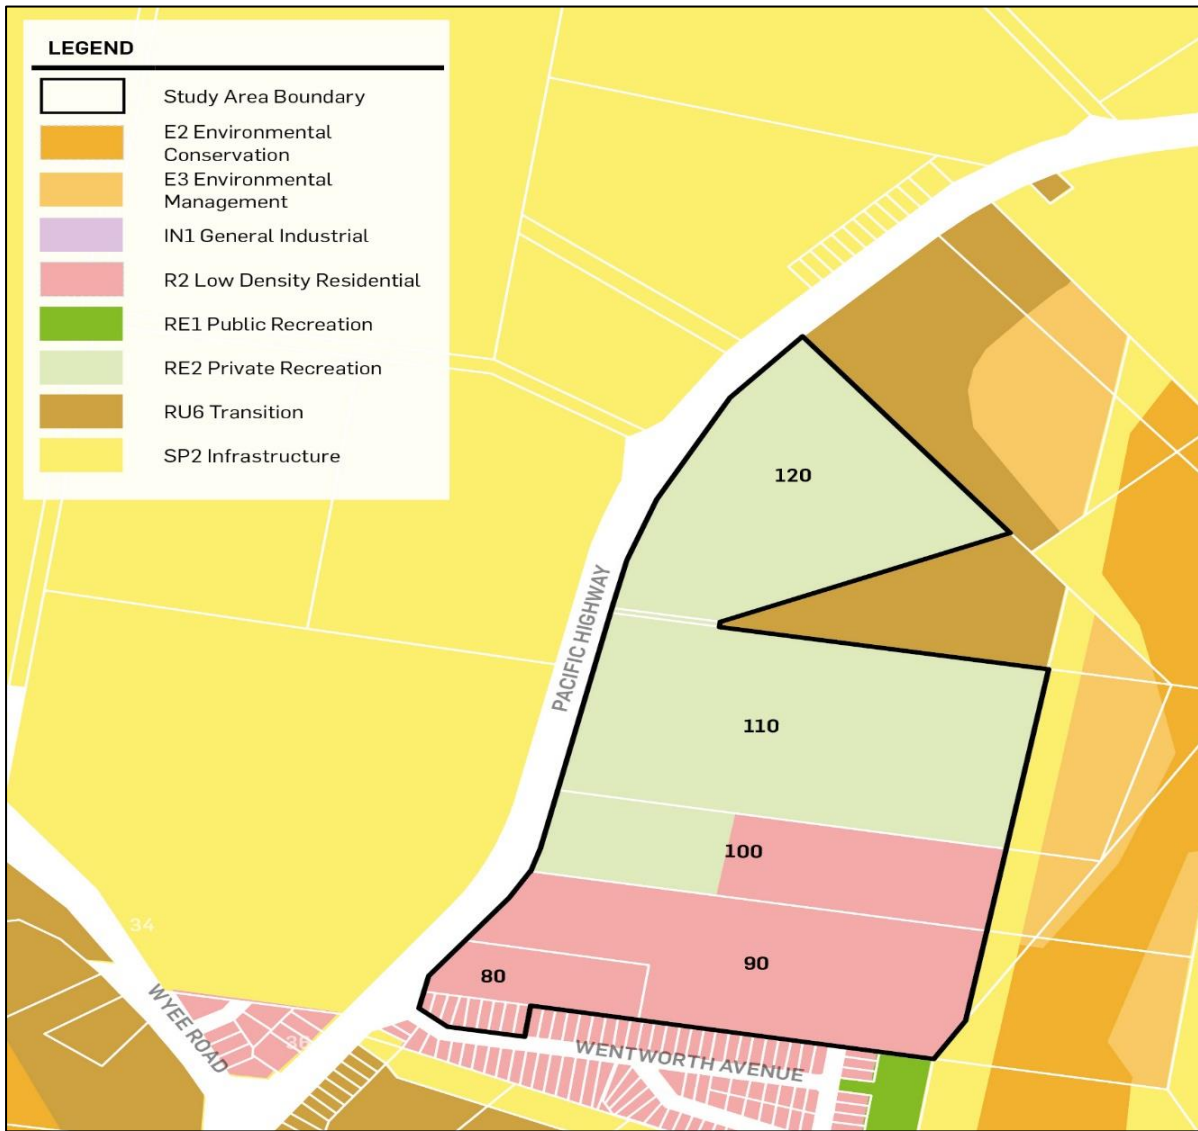 LEGEND
Study Area Boundary
E2 Environmental
Conservation
E3 Environmental
Management
IN1 General Industrial
R2 Low Density Residential
RE1 Public Recreation
RE2 Private Recreation
RU6 Transition
SP2 Infrastructure
120
PACIFIC HIGHWAY
110
100
34
90
80
WYEE ROAD
36
WENTWORTH AVENUE